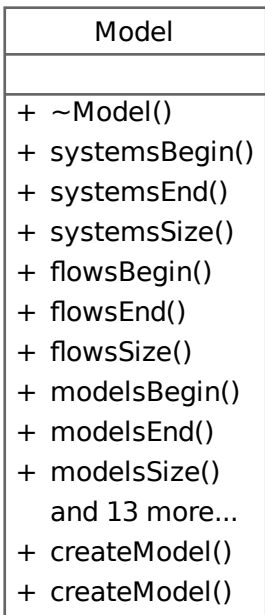 Model
+ ~Model()
+ systemsBegin()
+ systemsEnd()
+ systemsSize()
+ flowsBegin()
+ flowsEnd()
+ flowsSize()
+ modelsBegin()
+ modelsEnd()
+ modelsSize()
and 13 more...
+ createModel()
+ createModel()